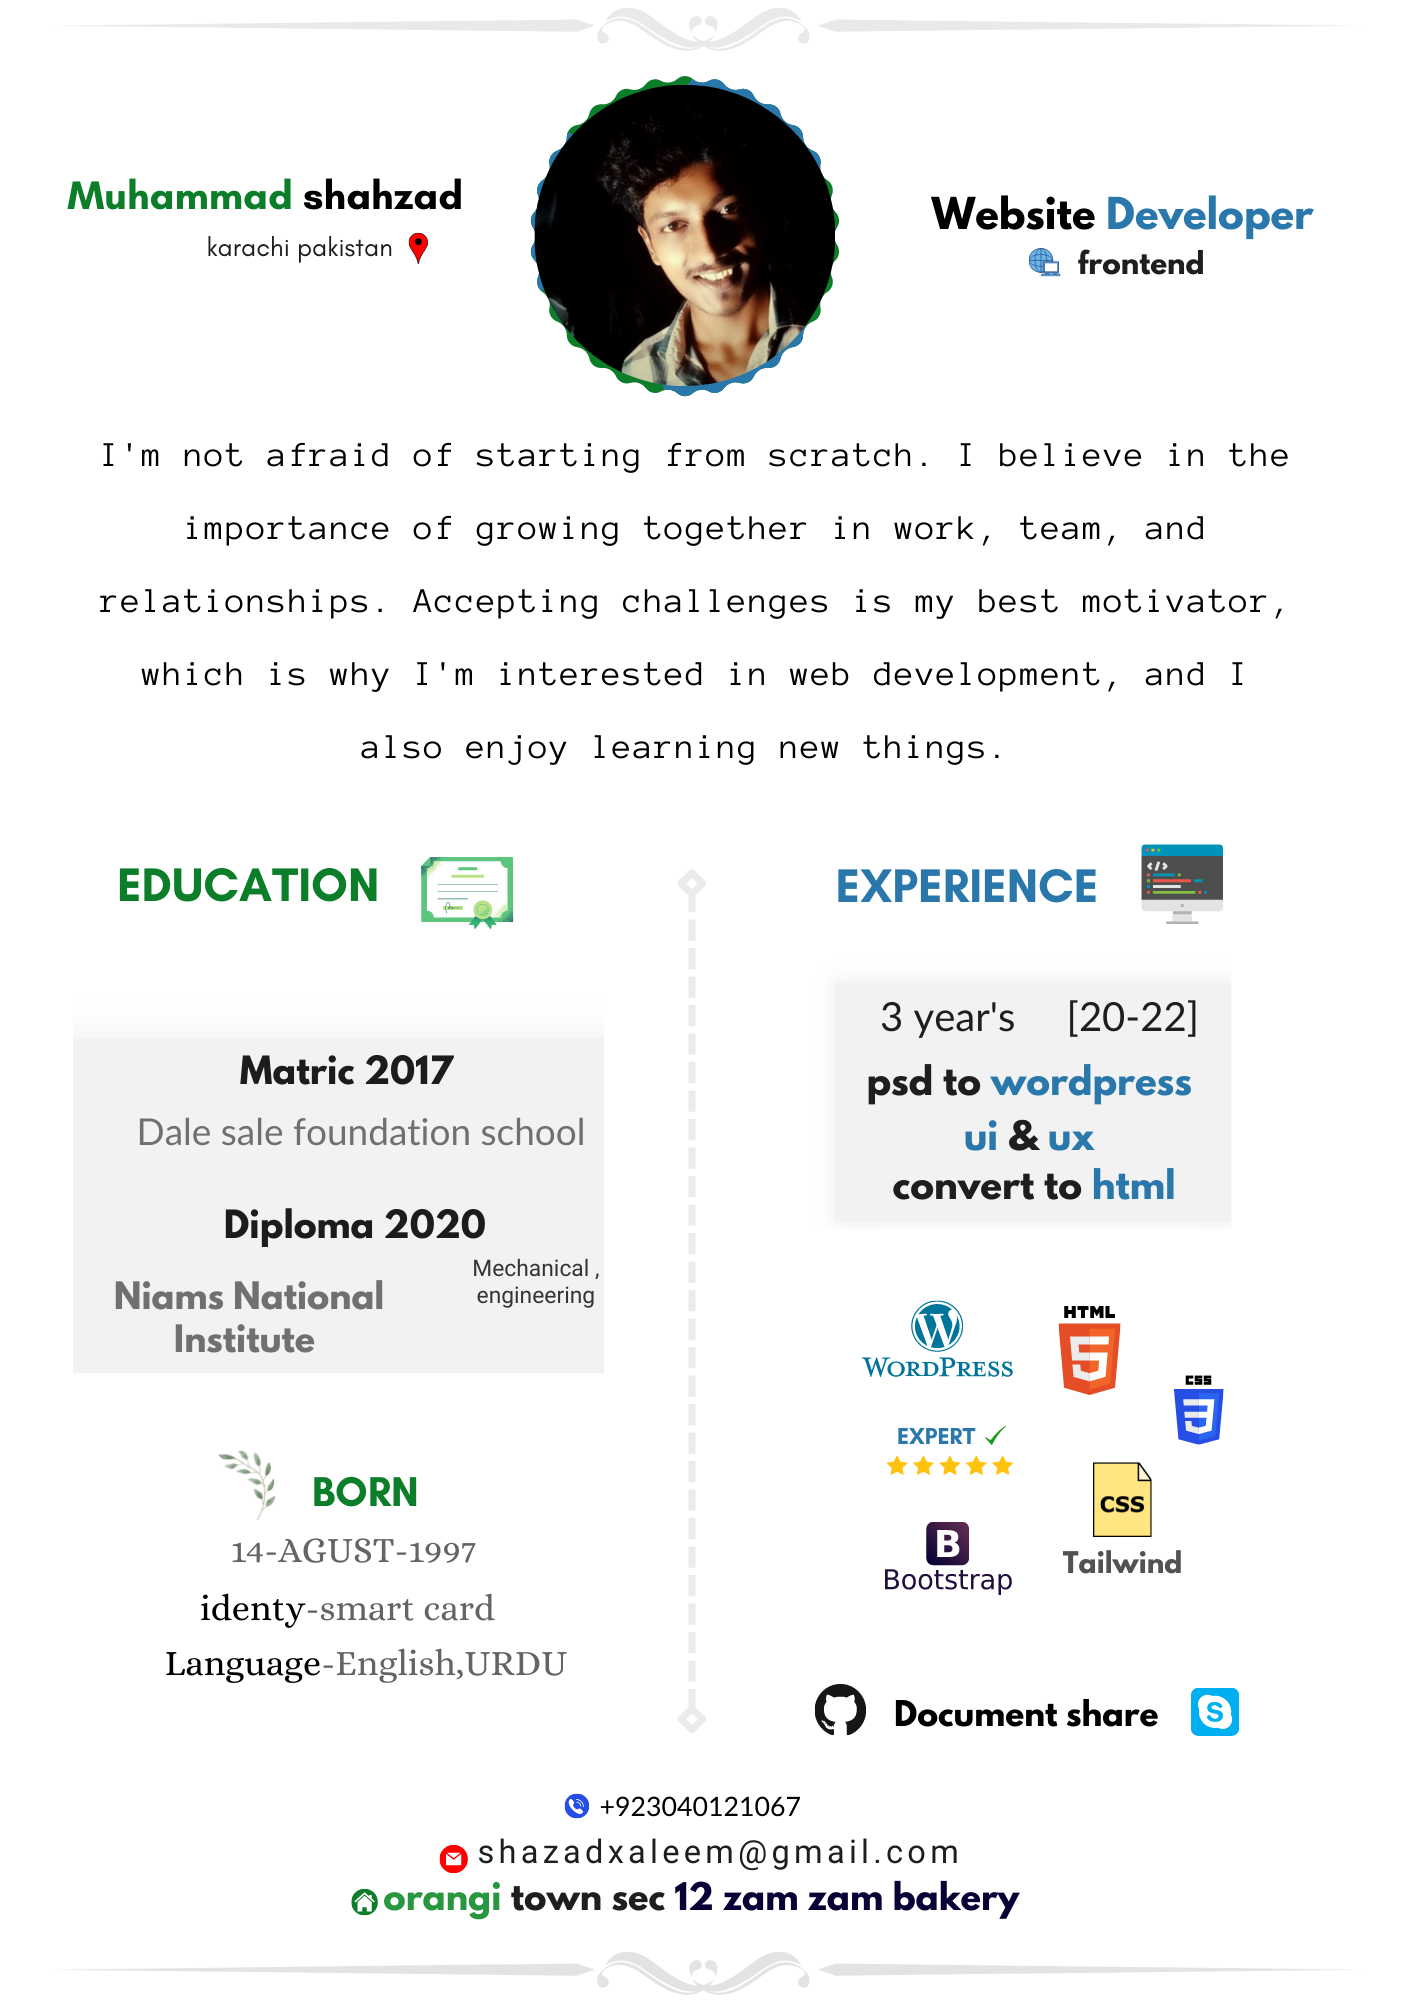 Muhammad shahzad
karachi pakistan
Website Developer
frontend
I'm not afraid of starting from scratch. I believe in the
importance of growing together in work, team, and
relationships. Accepting challenges is my best motivator,
which is why I'm interested in web development, and I
also enjoy learning new things.
EDUCATION
Matric 2017
Dale sale foundation school
Diploma 2020
Mechanical ,
engineering
Niams National
Institute
BORN
14-AGUST-1997
identy-smart card
Language-English,URDU
EXPERIENCE
3 year's [20-22]
psd to wordpress
ui & ux
convert to html
WORDPRESS
HTML
CSS
EXPERT
CSS
Tailwind
B
Bootstrap
Document share
+923040121067
shazadxaleem@gmail.com
orangi town sec 12 zam zam bakery